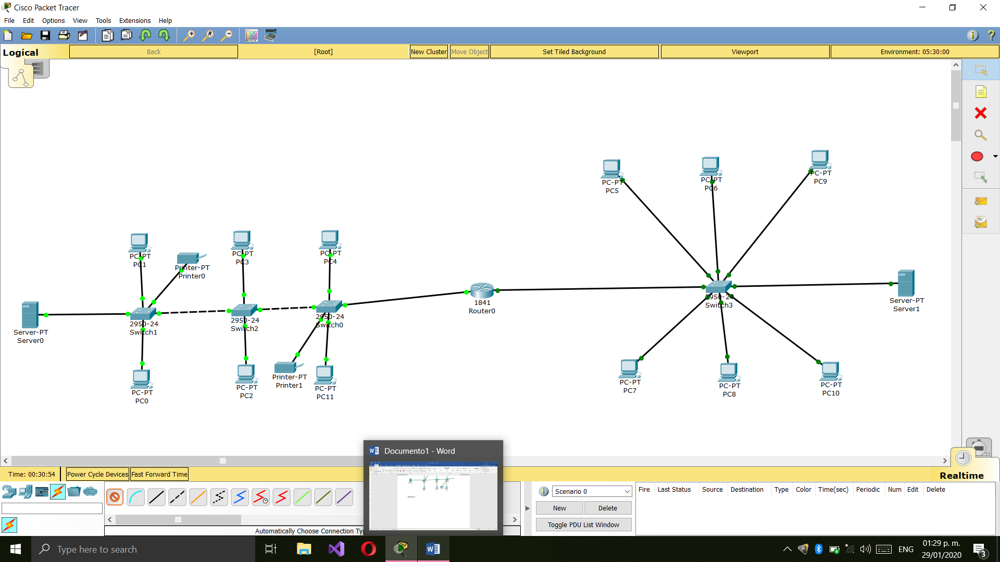 Cisco Packet Tracer
File Edit Options View Tools Extensions Help
Logical Back [Root] New Cluster Move Object Set Tiled Background Viewport Environment: 05:30:00
PC-PT
PC5
PC-PT
PC6
PC-PT
PC9
PC-PT
PC1
Printer-PT
Printer0
PC-PT
PC3
PC-PT
PC4
Server-PT
Server0
2950-24
Switch1
2950-24
Switch2
2950-24
Switch0
1841
Router0
2950-24
Switch3
Server-PT
Server1
PC-PT
PC0
PC-PT
PC2
Printer-PT
Printer1
PC-PT
PC11
PC-PT
PC7
PC-PT
PC8
PC-PT
PC10
Documento1 - Word
Time: 00:30:54 Power Cycle Devices Fast Forward Time
Realtime
Scenario 0
New Delete
Toggle PDU List Window
Fire Last Status Source Destination Type Color Time(sec) Periodic Num Edit Delete
Automatically Choose Connection Ty
Type here to search
ENG
01:29 p. m.
29/01/2020
3